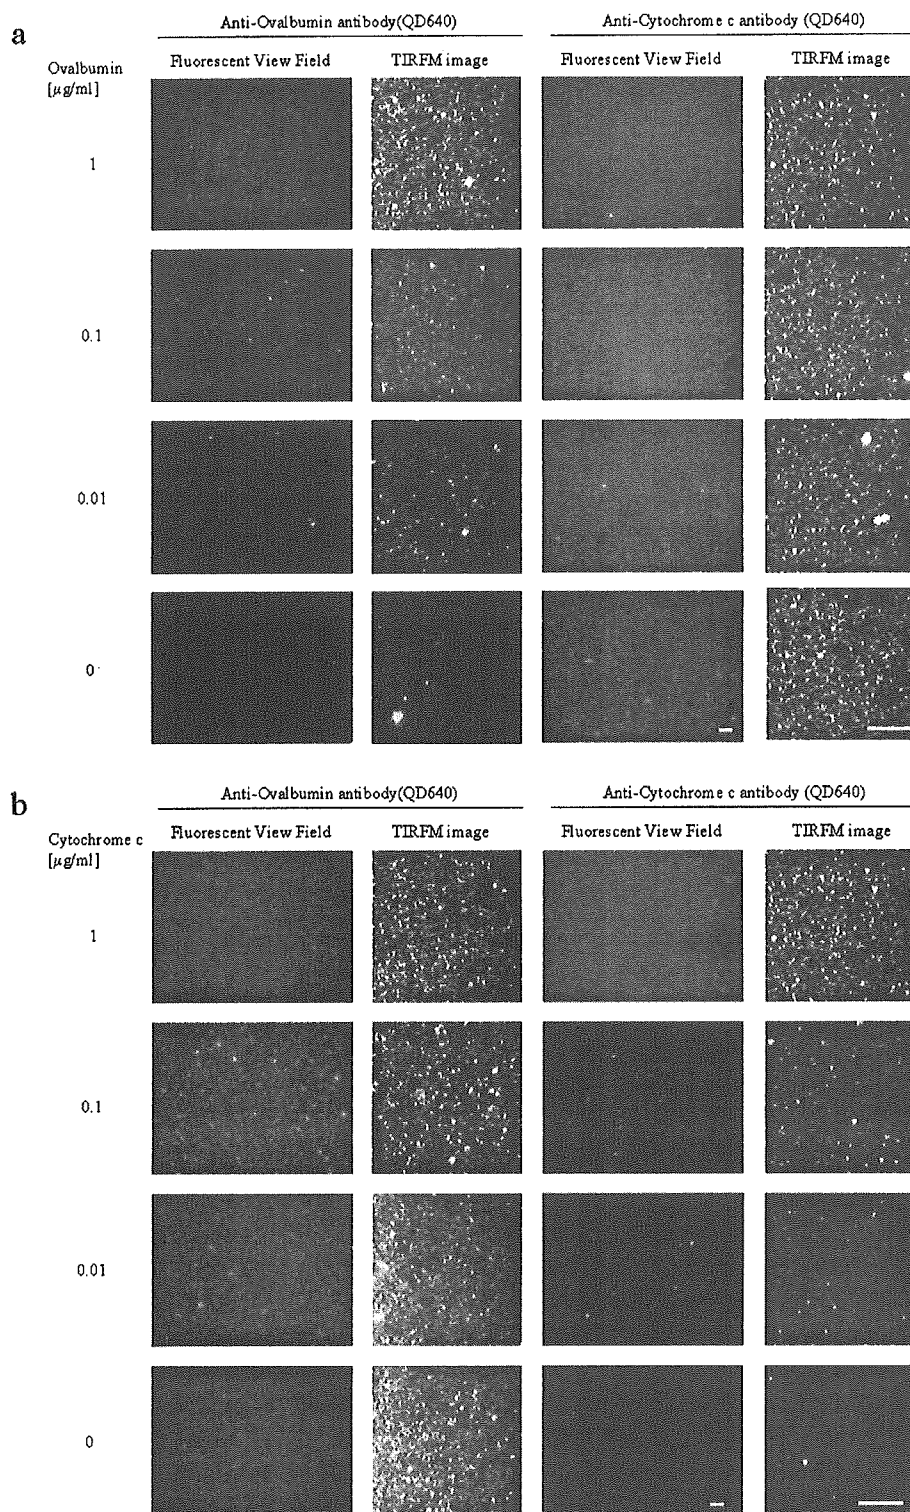 a
Anti-Ovalbumin antibody(QD640) Anti-Cytochrome c antibody (QD640)
Ovalbumin [µg/ml]
Fluorescent View Field TIRFM image Fluorescent View Field TIRFM image
1
0.1
0.01
0
b
Anti-Ovalbumin antibody(QD640) Anti-Cytochrome c antibody (QD640)
Cytochrome c [µg/ml]
Fluorescent View Field TIRFM image Fluorescent View Field TIRFM image
1
0.1
0.01
0